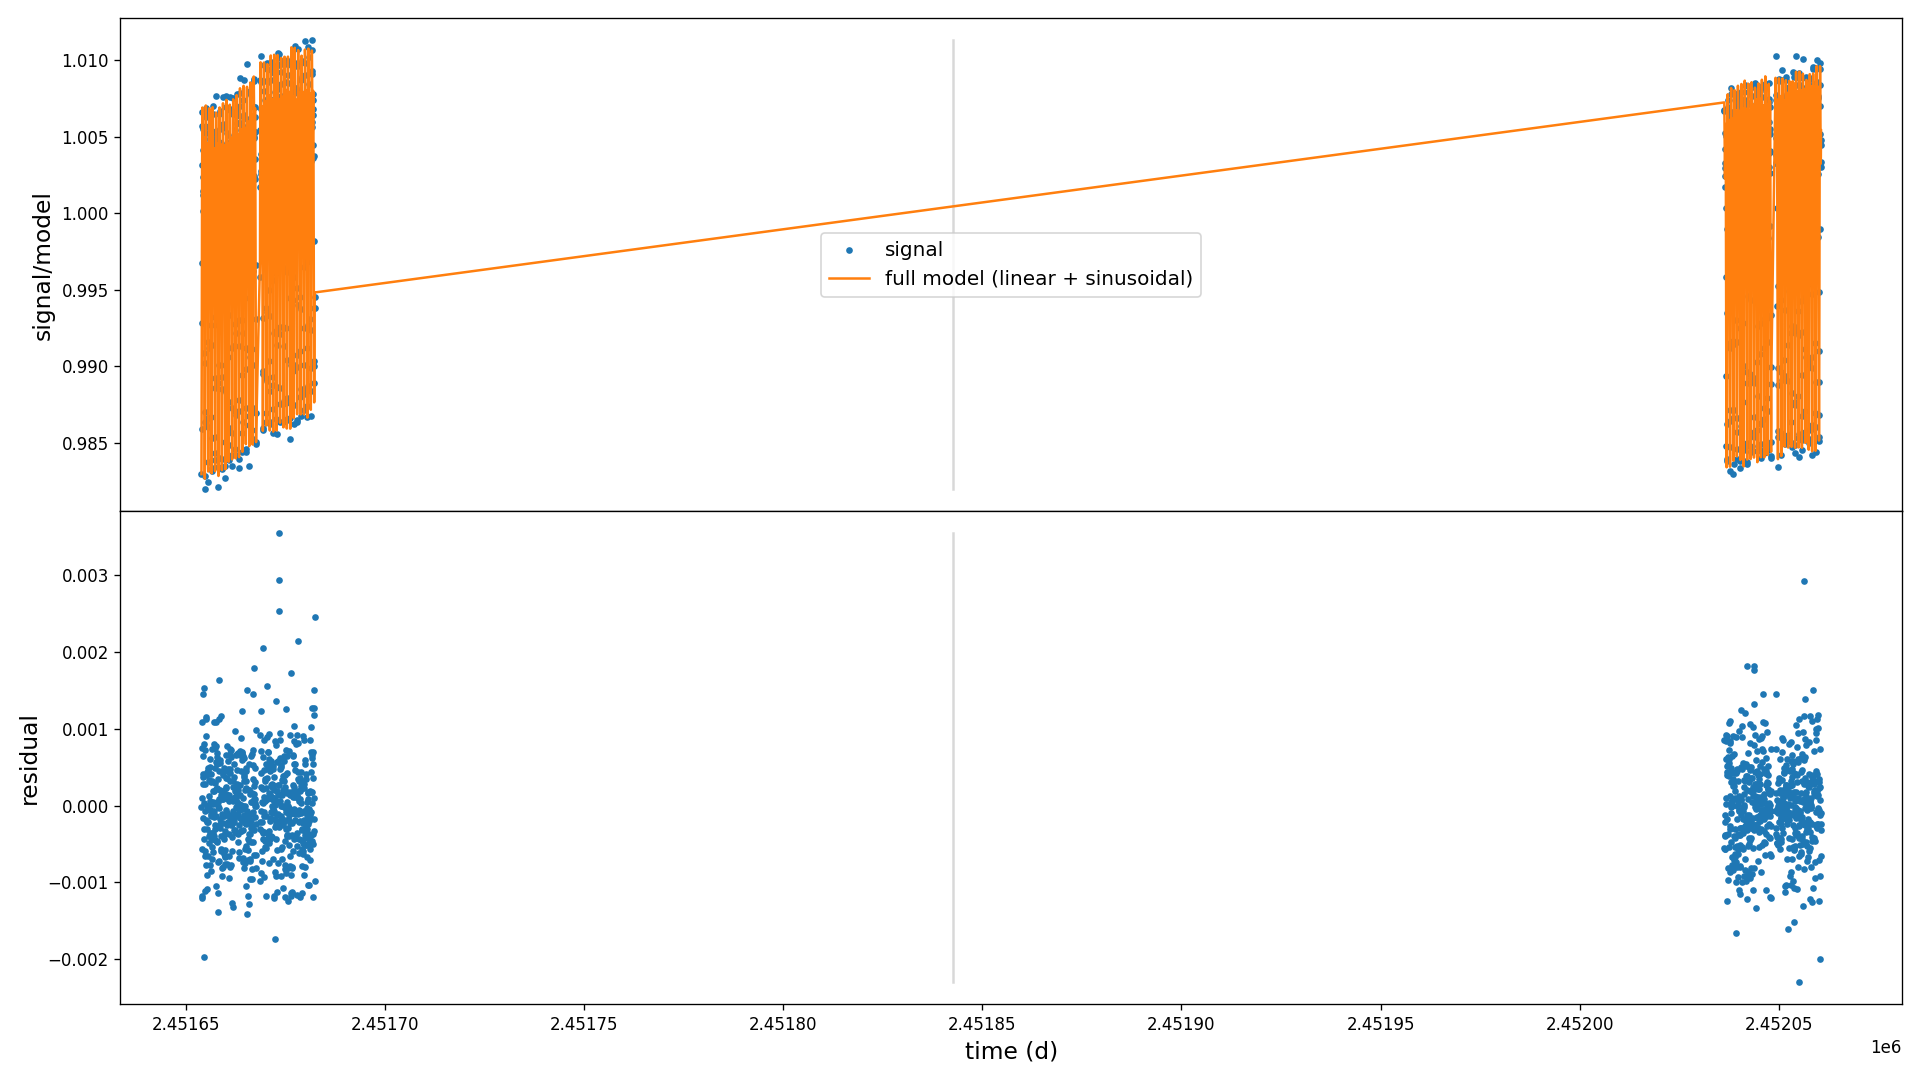 signal/model
1.010
1.005
1.000
0.995
0.990
0.985
signal
full model (linear + sinusoidal)
residual
0.003
0.002
0.001
0.000
−0.001
−0.002
2.45165 2.45170 2.45175 2.45180 2.45185 2.45190 2.45195 2.45200 2.45205
1e6
time (d)